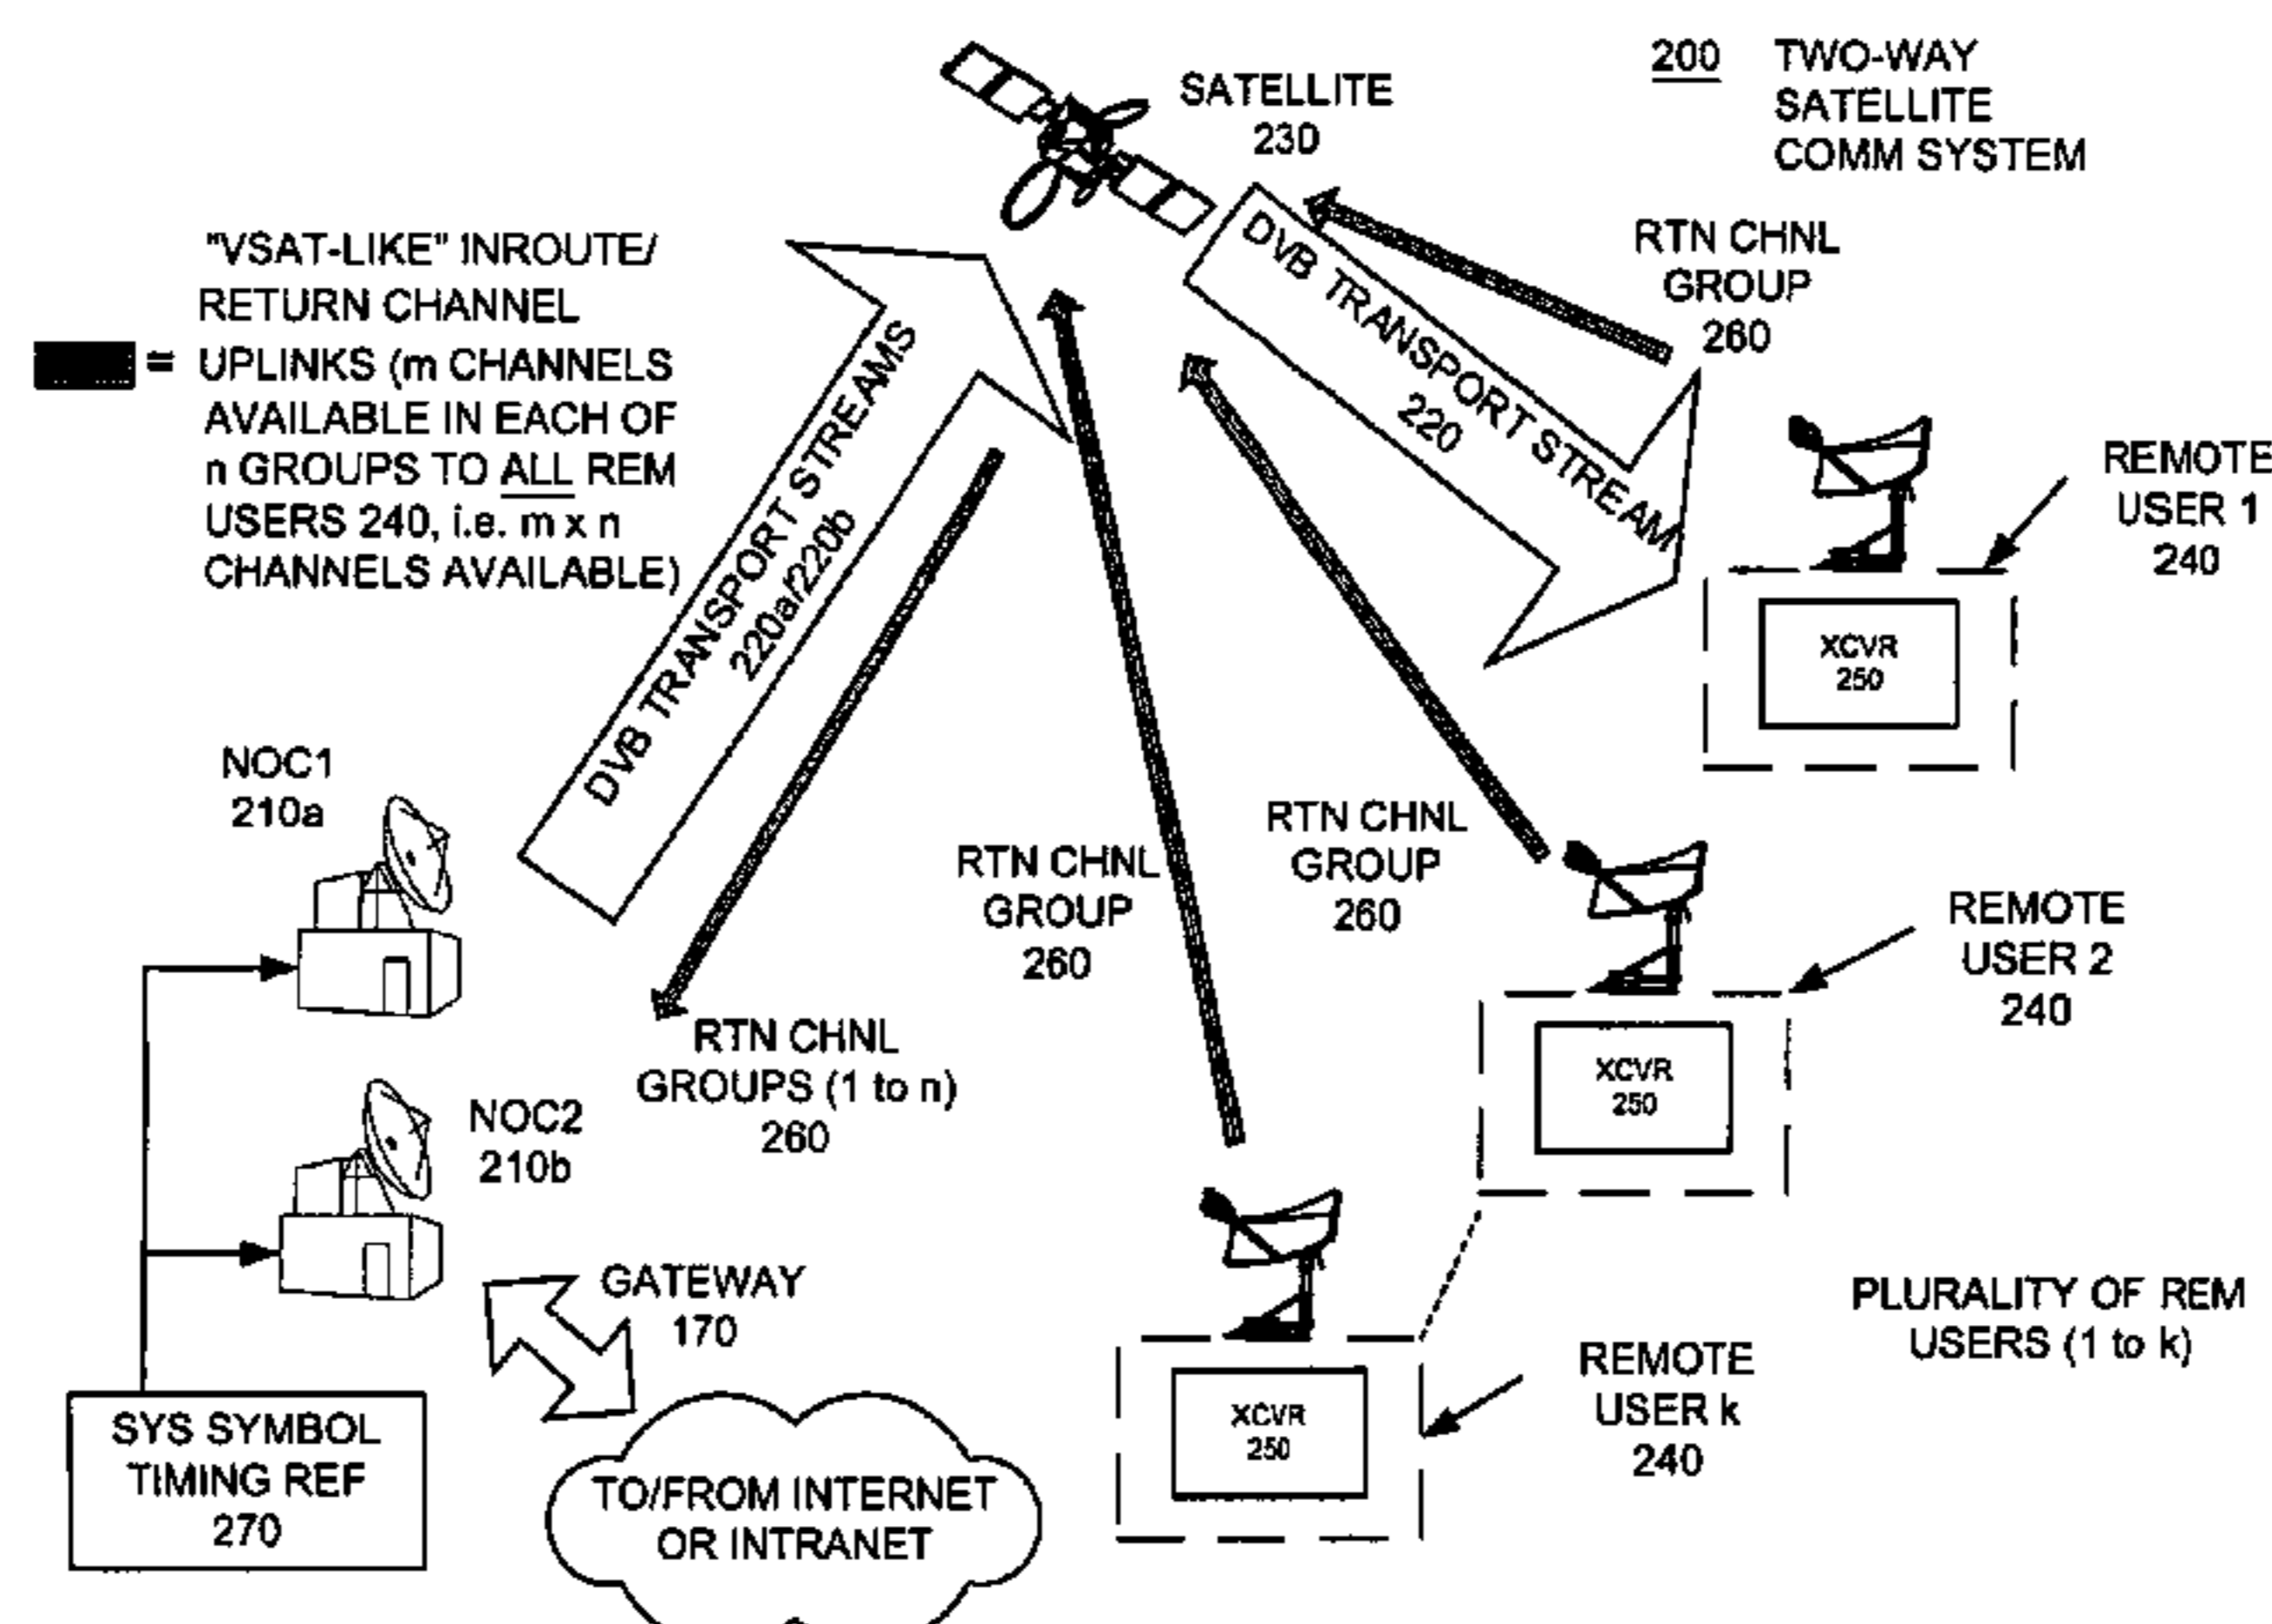 200 TWO-WAY
SATELLITE
COMM SYSTEM
SATELLITE
230
"VSAT-LIKE" INROUTE/
RETURN CHANNEL
= UPLINKS (m CHANNELS
AVAILABLE IN EACH OF
n GROUPS TO ALL REM
USERS 240, i.e. m x n
CHANNELS AVAILABLE)
DVB TRANSPORT STREAMS
220a/220b
DVB TRANSPORT STREAM
220
RTN CHNL
GROUP
260
REMOTE
USER 1
240
XCVR
250
NOC1
210a
RTN CHNL
GROUP
260
RTN CHNL
GROUP
260
REMOTE
USER 2
240
XCVR
250
RTN CHNL
GROUPS (1 to n)
260
NOC2
210b
GATEWAY
170
PLURALITY OF REM
USERS (1 to k)
REMOTE
USER k
240
XCVR
250
SYS SYMBOL
TIMING REF
270
TO/FROM INTERNET
OR INTRANET